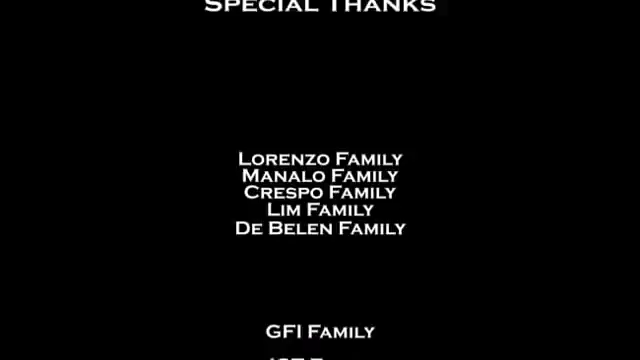 Special Thanks
Lorenzo Family
Manalo Family
Crespo Family
Lim Family
De Belen Family
GFI Family